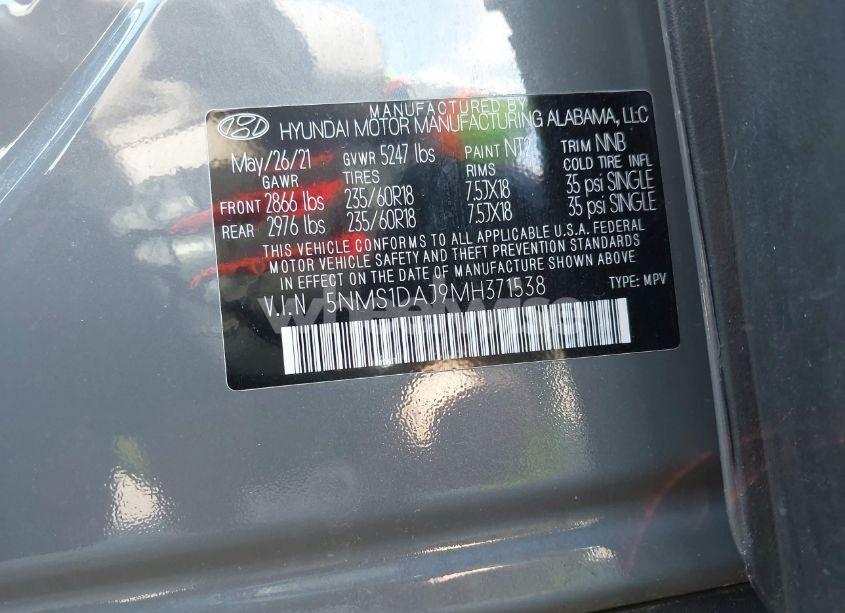 MANUFACTURED BY
HYUNDAI MOTOR MANUFACTURING ALABAMA, LLC
May/26/21 GVWR 5247 lbs PAINT TRIM NNB
GAWR TIRES RIMS COLD TIRE INFL
FRONT 2866 lbs 235/60R18 7.5JX18 35 psi SINGLE
REAR 2976 lbs 235/60R18 7.5JX18 35 psi SINGLE
THIS VEHICLE CONFORMS TO ALL APPLICABLE U.S.A. FEDERAL
MOTOR VEHICLE SAFETY AND THEFT PREVENTION STANDARDS
IN EFFECT ON THE DATE OF MANUFACTURE SHOWN ABOVE.
V.I.N 5NMS1DAJ9MH371538 TYPE: MPV